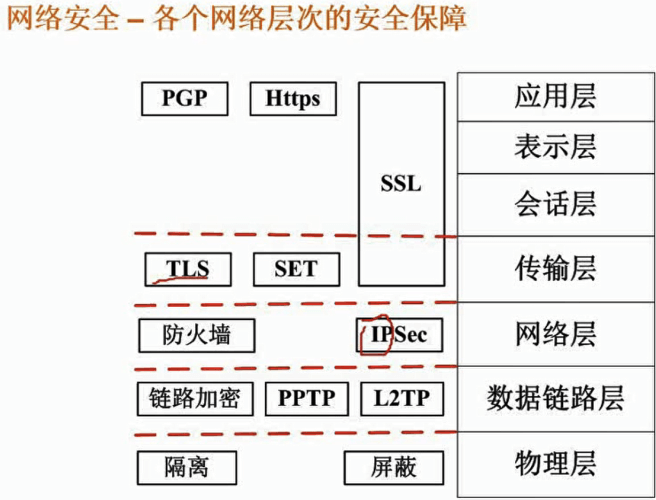 网络安全 – 各个网络层次的安全保障
PGP Https SSL 应用层
表示层
会话层
TLS SET 传输层
防火墙 IPSec 网络层
链路加密 PPTP L2TP 数据链路层
隔离 屏蔽 物理层